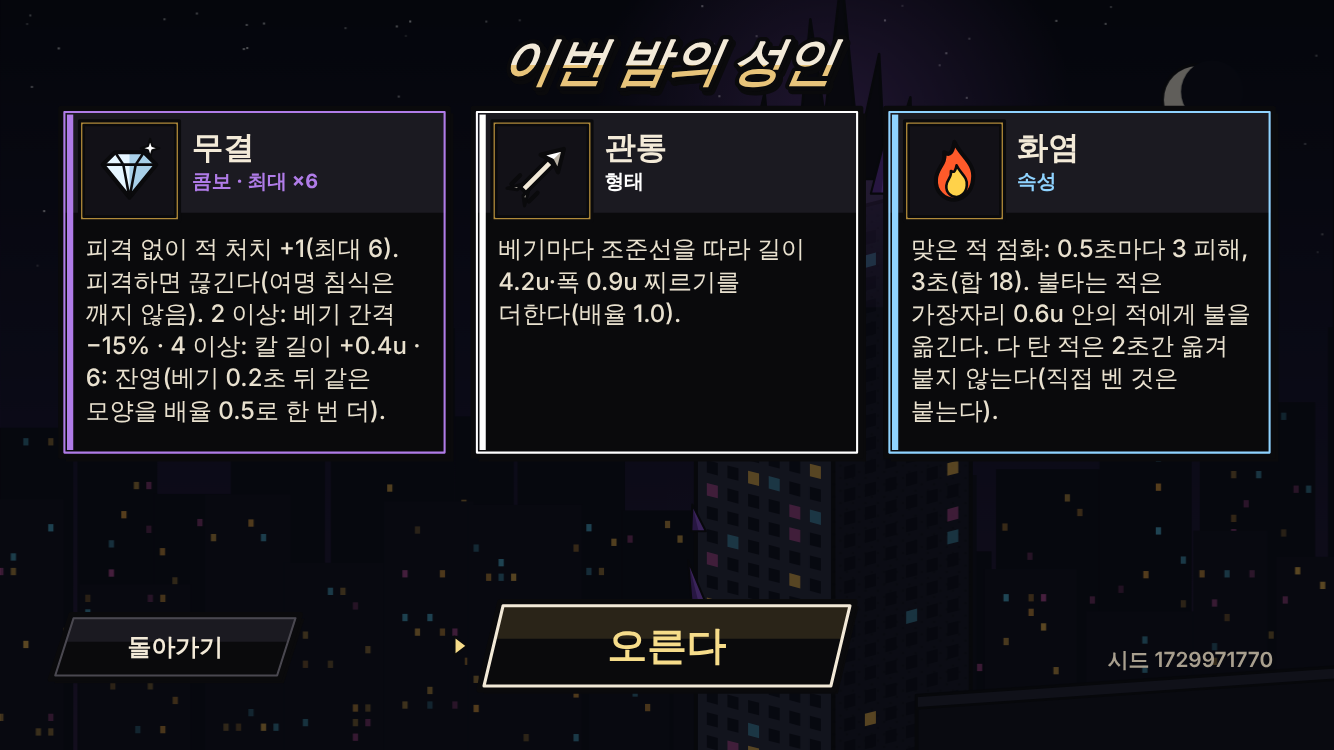 이번 밤의 성인
무결
콤보 · 최대 ×6
피격 없이 적 처치 +1(최대 6).
피격하면 끊긴다(여명 침식은
깨지 않음). 2 이상: 베기 간격
−15% · 4 이상: 칼 길이 +0.4u ·
6: 잔영(베기 0.2초 뒤 같은
모양을 배율 0.5로 한 번 더).
관통
형태
베기마다 조준선을 따라 길이
4.2u·폭 0.9u 찌르기를
더한다(배율 1.0).
화염
속성
맞은 적 점화: 0.5초마다 3 피해,
3초(합 18). 불타는 적은
가장자리 0.6u 안의 적에게 불을
옮긴다. 다 탄 적은 2초간 옮겨
붙지 않는다(직접 벤 것은
붙는다).
돌아가기
오른다
시드 1729971770